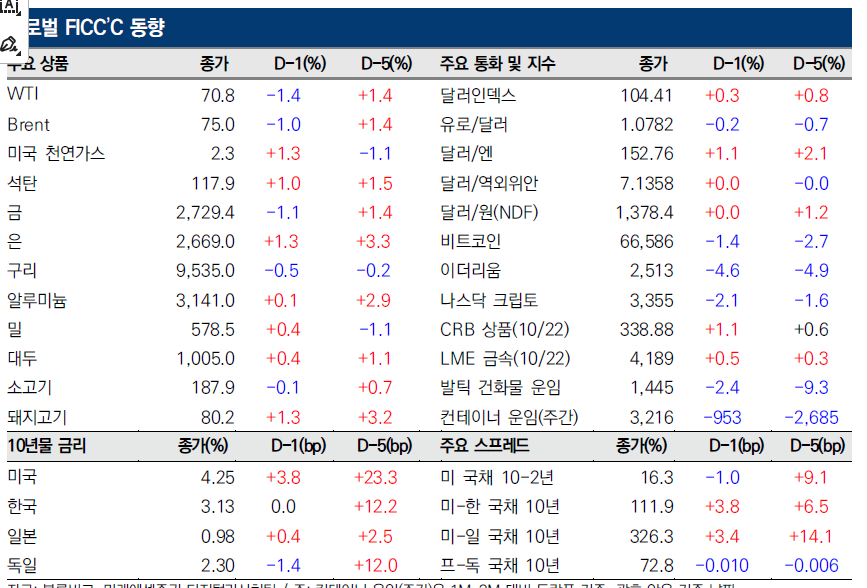 로벌 FICC'C 동향
주요 상품 종가 D-1(%) D-5(%) 주요 통화 및 지수 종가 D-1(%) D-5(%)
WTI 70.8 -1.4 +1.4 달러인덱스 104.41 +0.3 +0.8
Brent 75.0 -1.0 +1.4 유로/달러 1.0782 -0.2 -0.7
미국 천연가스 2.3 +1.3 -1.1 달러/엔 152.76 +1.1 +2.1
석탄 117.9 +1.0 +1.5 달러/역외위안 7.1358 +0.0 -0.0
금 2,729.4 -1.1 +1.4 달러/원(NDF) 1,378.4 +0.0 +1.2
은 2,669.0 +1.3 +3.3 비트코인 66,586 -1.4 -2.7
구리 9,535.0 -0.5 -0.2 이더리움 2,513 -4.6 -4.9
알루미늄 3,141.0 +0.1 +2.9 나스닥 크립토 3,355 -2.1 -1.6
밀 578.5 +0.4 -1.1 CRB 상품(10/22) 338.88 +1.1 +0.6
대두 1,005.0 +0.4 +1.1 LME 금속(10/22) 4,189 +0.5 +0.3
소고기 187.9 -0.1 +0.7 발틱 건화물 운임 1,445 -2.4 -9.3
돼지고기 80.2 +1.3 +3.2 컨테이너 운임(주간) 3,216 -953 -2,685
10년물 금리 종가(%) D-1(bp) D-5(bp) 주요 스프레드 종가(%) D-1(bp) D-5(bp)
미국 4.25 +3.8 +23.3 미 국채 10-2년 16.3 -1.0 +9.1
한국 3.13 0.0 +12.2 미-한 국채 10년 111.9 +3.8 +6.5
일본 0.98 +0.4 +2.5 미-일 국채 10년 326.3 +3.4 +14.1
독일 2.30 -1.4 +12.0 프-독 국채 10년 72.8 -0.010 -0.006